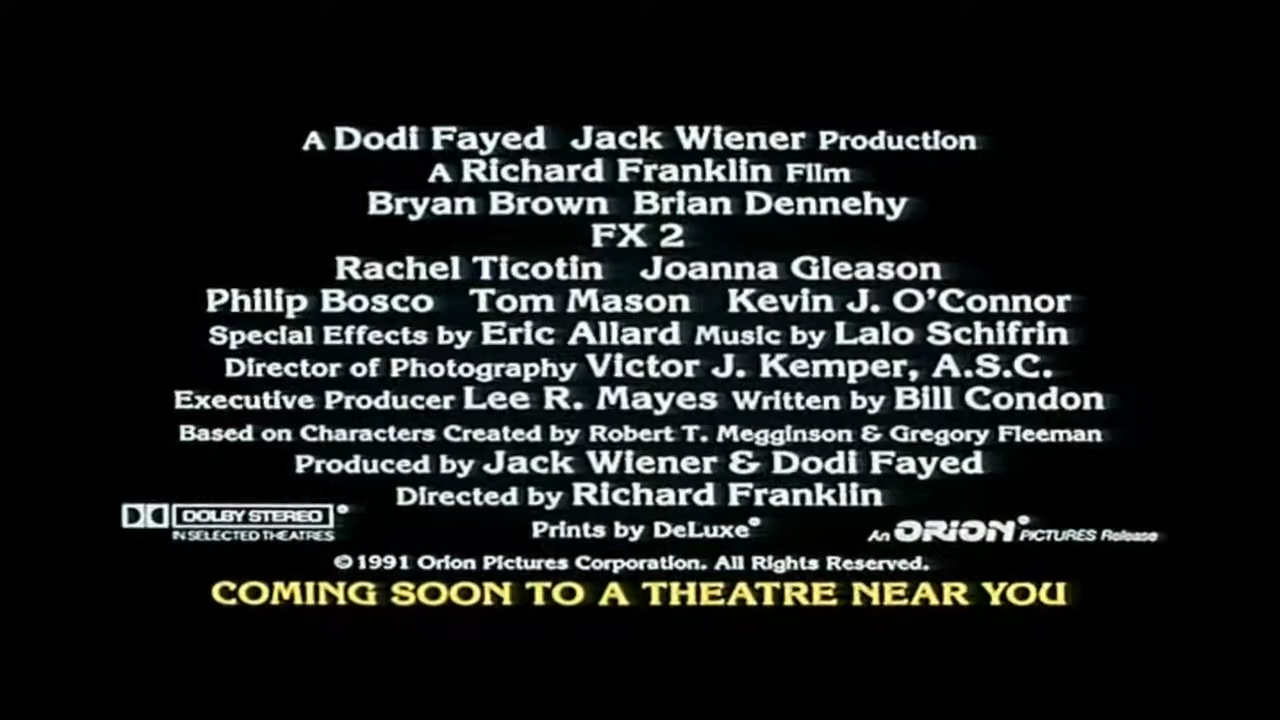 A Dodi Fayed Jack Wiener Production
A Richard Franklin Film
Bryan Brown Brian Dennehy
FX 2
Rachel Ticotin Joanna Gleason
Philip Bosco Tom Mason Kevin J. O'Connor
Special Effects by Eric Allard Music by Lalo Schifrin
Director of Photography Victor J. Kemper, A.S.C.
Executive Producer Lee R. Mayes Written by Bill Condon
Based on Characters Created by Robert T. Megginson & Gregory Fleeman
Produced by Jack Wiener & Dodi Fayed
Directed by Richard Franklin
DOLBY STEREO
IN SELECTED THEATRES
Prints by DeLuxe®
An ORION® PICTURES Release
©1991 Orion Pictures Corporation. All Rights Reserved.
COMING SOON TO A THEATRE NEAR YOU